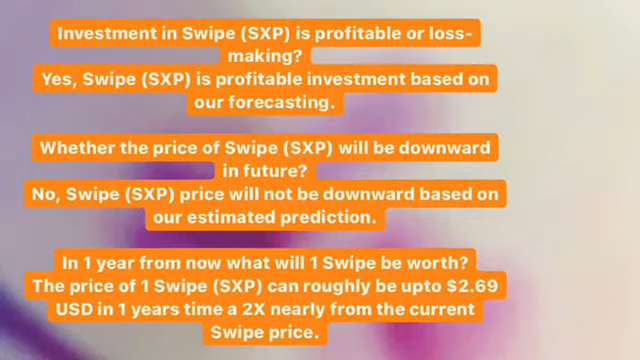 Investment in Swipe (SXP) is profitable or loss-
making?
Yes, Swipe (SXP) is profitable investment based on
our forecasting.
Whether the price of Swipe (SXP) will be downward
in future?
No, Swipe (SXP) price will not be downward based on
our estimated prediction.
In 1 year from now what will 1 Swipe be worth?
The price of 1 Swipe (SXP) can roughly be upto $2.69
USD in 1 years time a 2X nearly from the current
Swipe price.